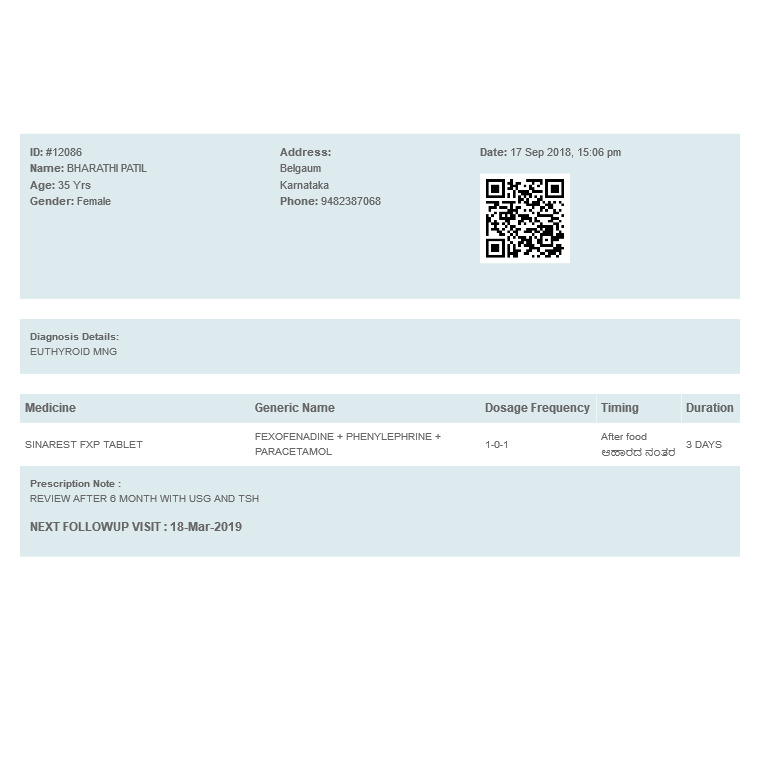 ID: #12086
Name: BHARATHI PATIL
Age: 35 Yrs
Gender: Female
Address:
Belgaum
Karnataka
Phone: 9482387068
Date: 17 Sep 2018, 15:06 pm
Diagnosis Details:
EUTHYROID MNG
Medicine Generic Name Dosage Frequency Timing Duration
SINAREST FXP TABLET
FEXOFENADINE + PHENYLEPHRINE +
PARACETAMOL
1-0-1
After food
ಆಹಾರದ ನಂತರ
3 DAYS
Prescription Note :
REVIEW AFTER 6 MONTH WITH USG AND TSH
NEXT FOLLOWUP VISIT : 18-Mar-2019